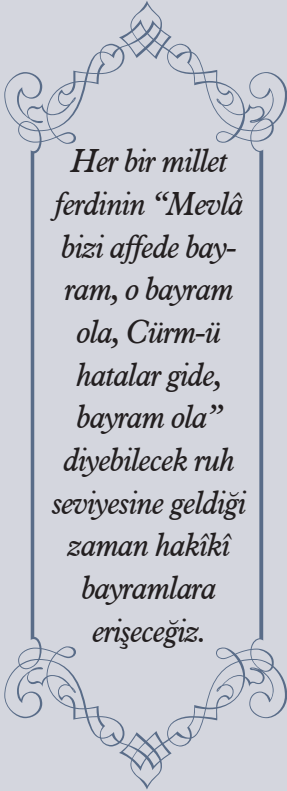 Her bir millet
ferdinin “Mevlâ
bizi affede bay-
ram, o bayram
ola, Cürm-ü
hatalar gide,
bayram ola”
diyebilecek ruh
seviyesine geldiği
zaman hakîkî
bayramlara
erişeceğiz.